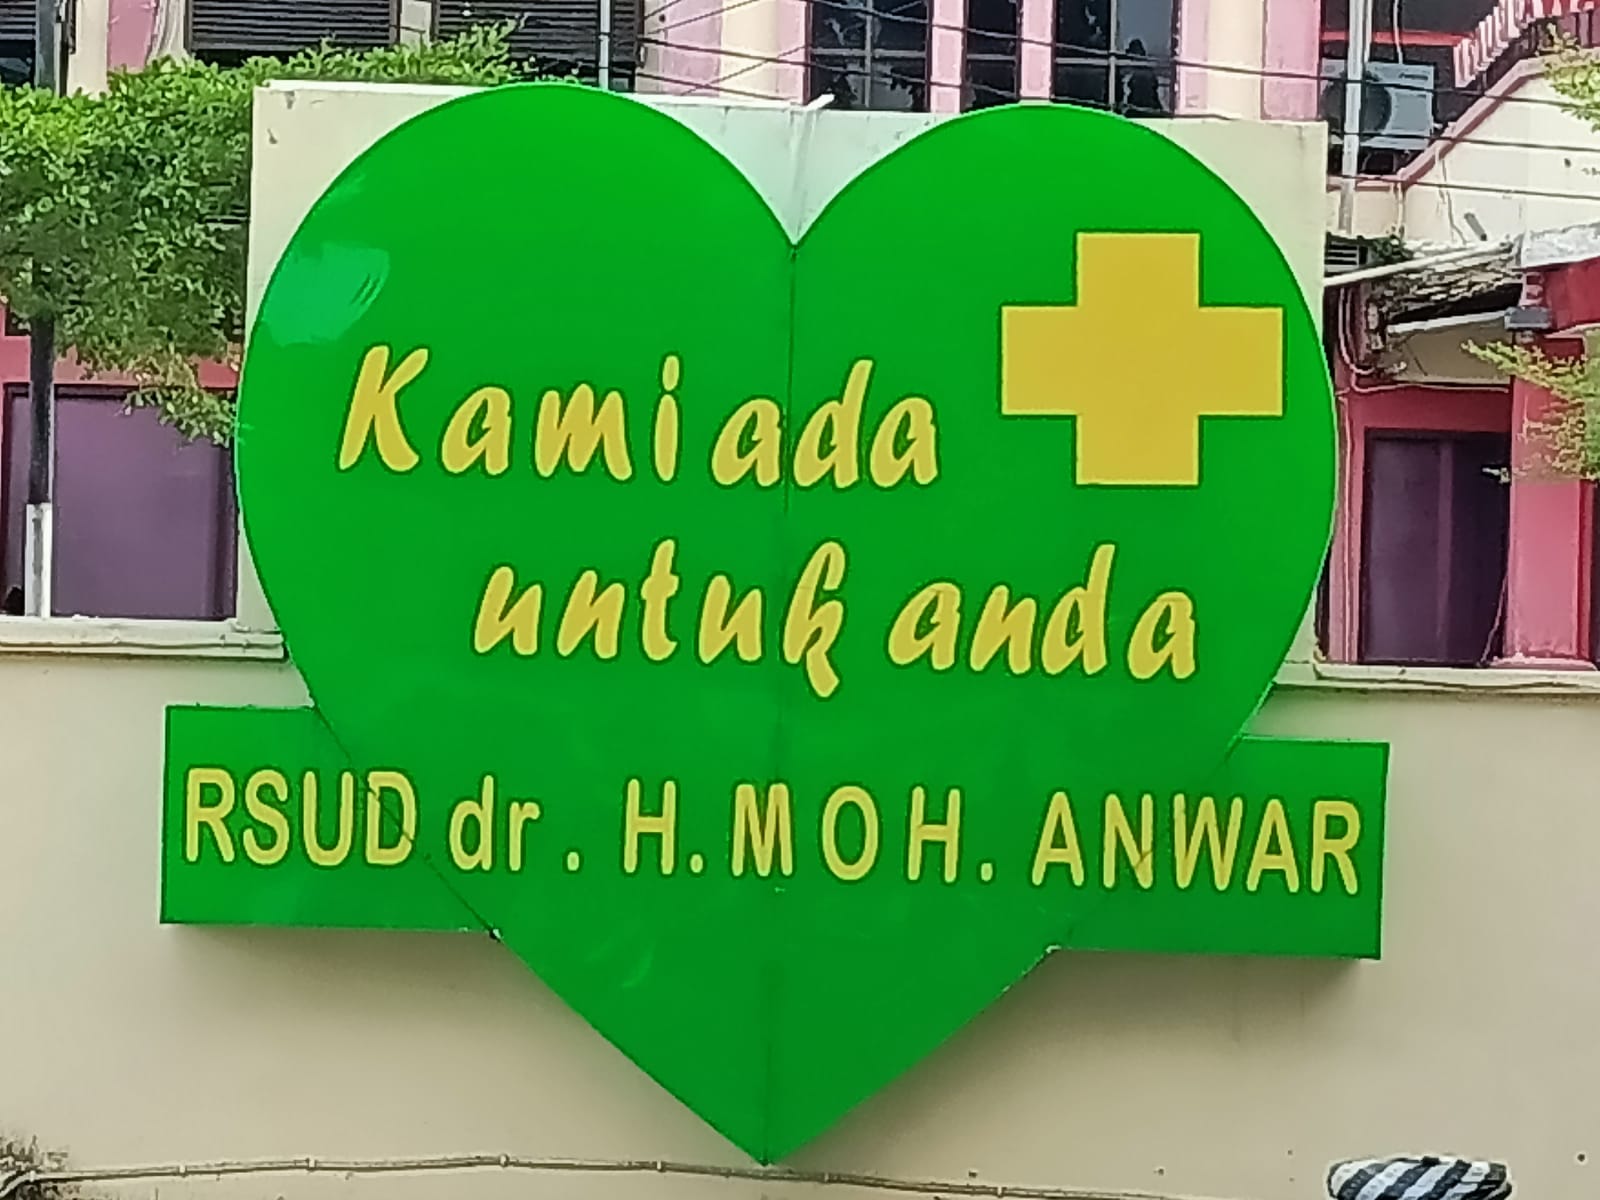 Kami ada
untuk anda
RSUD dr. H. MOH. ANWAR